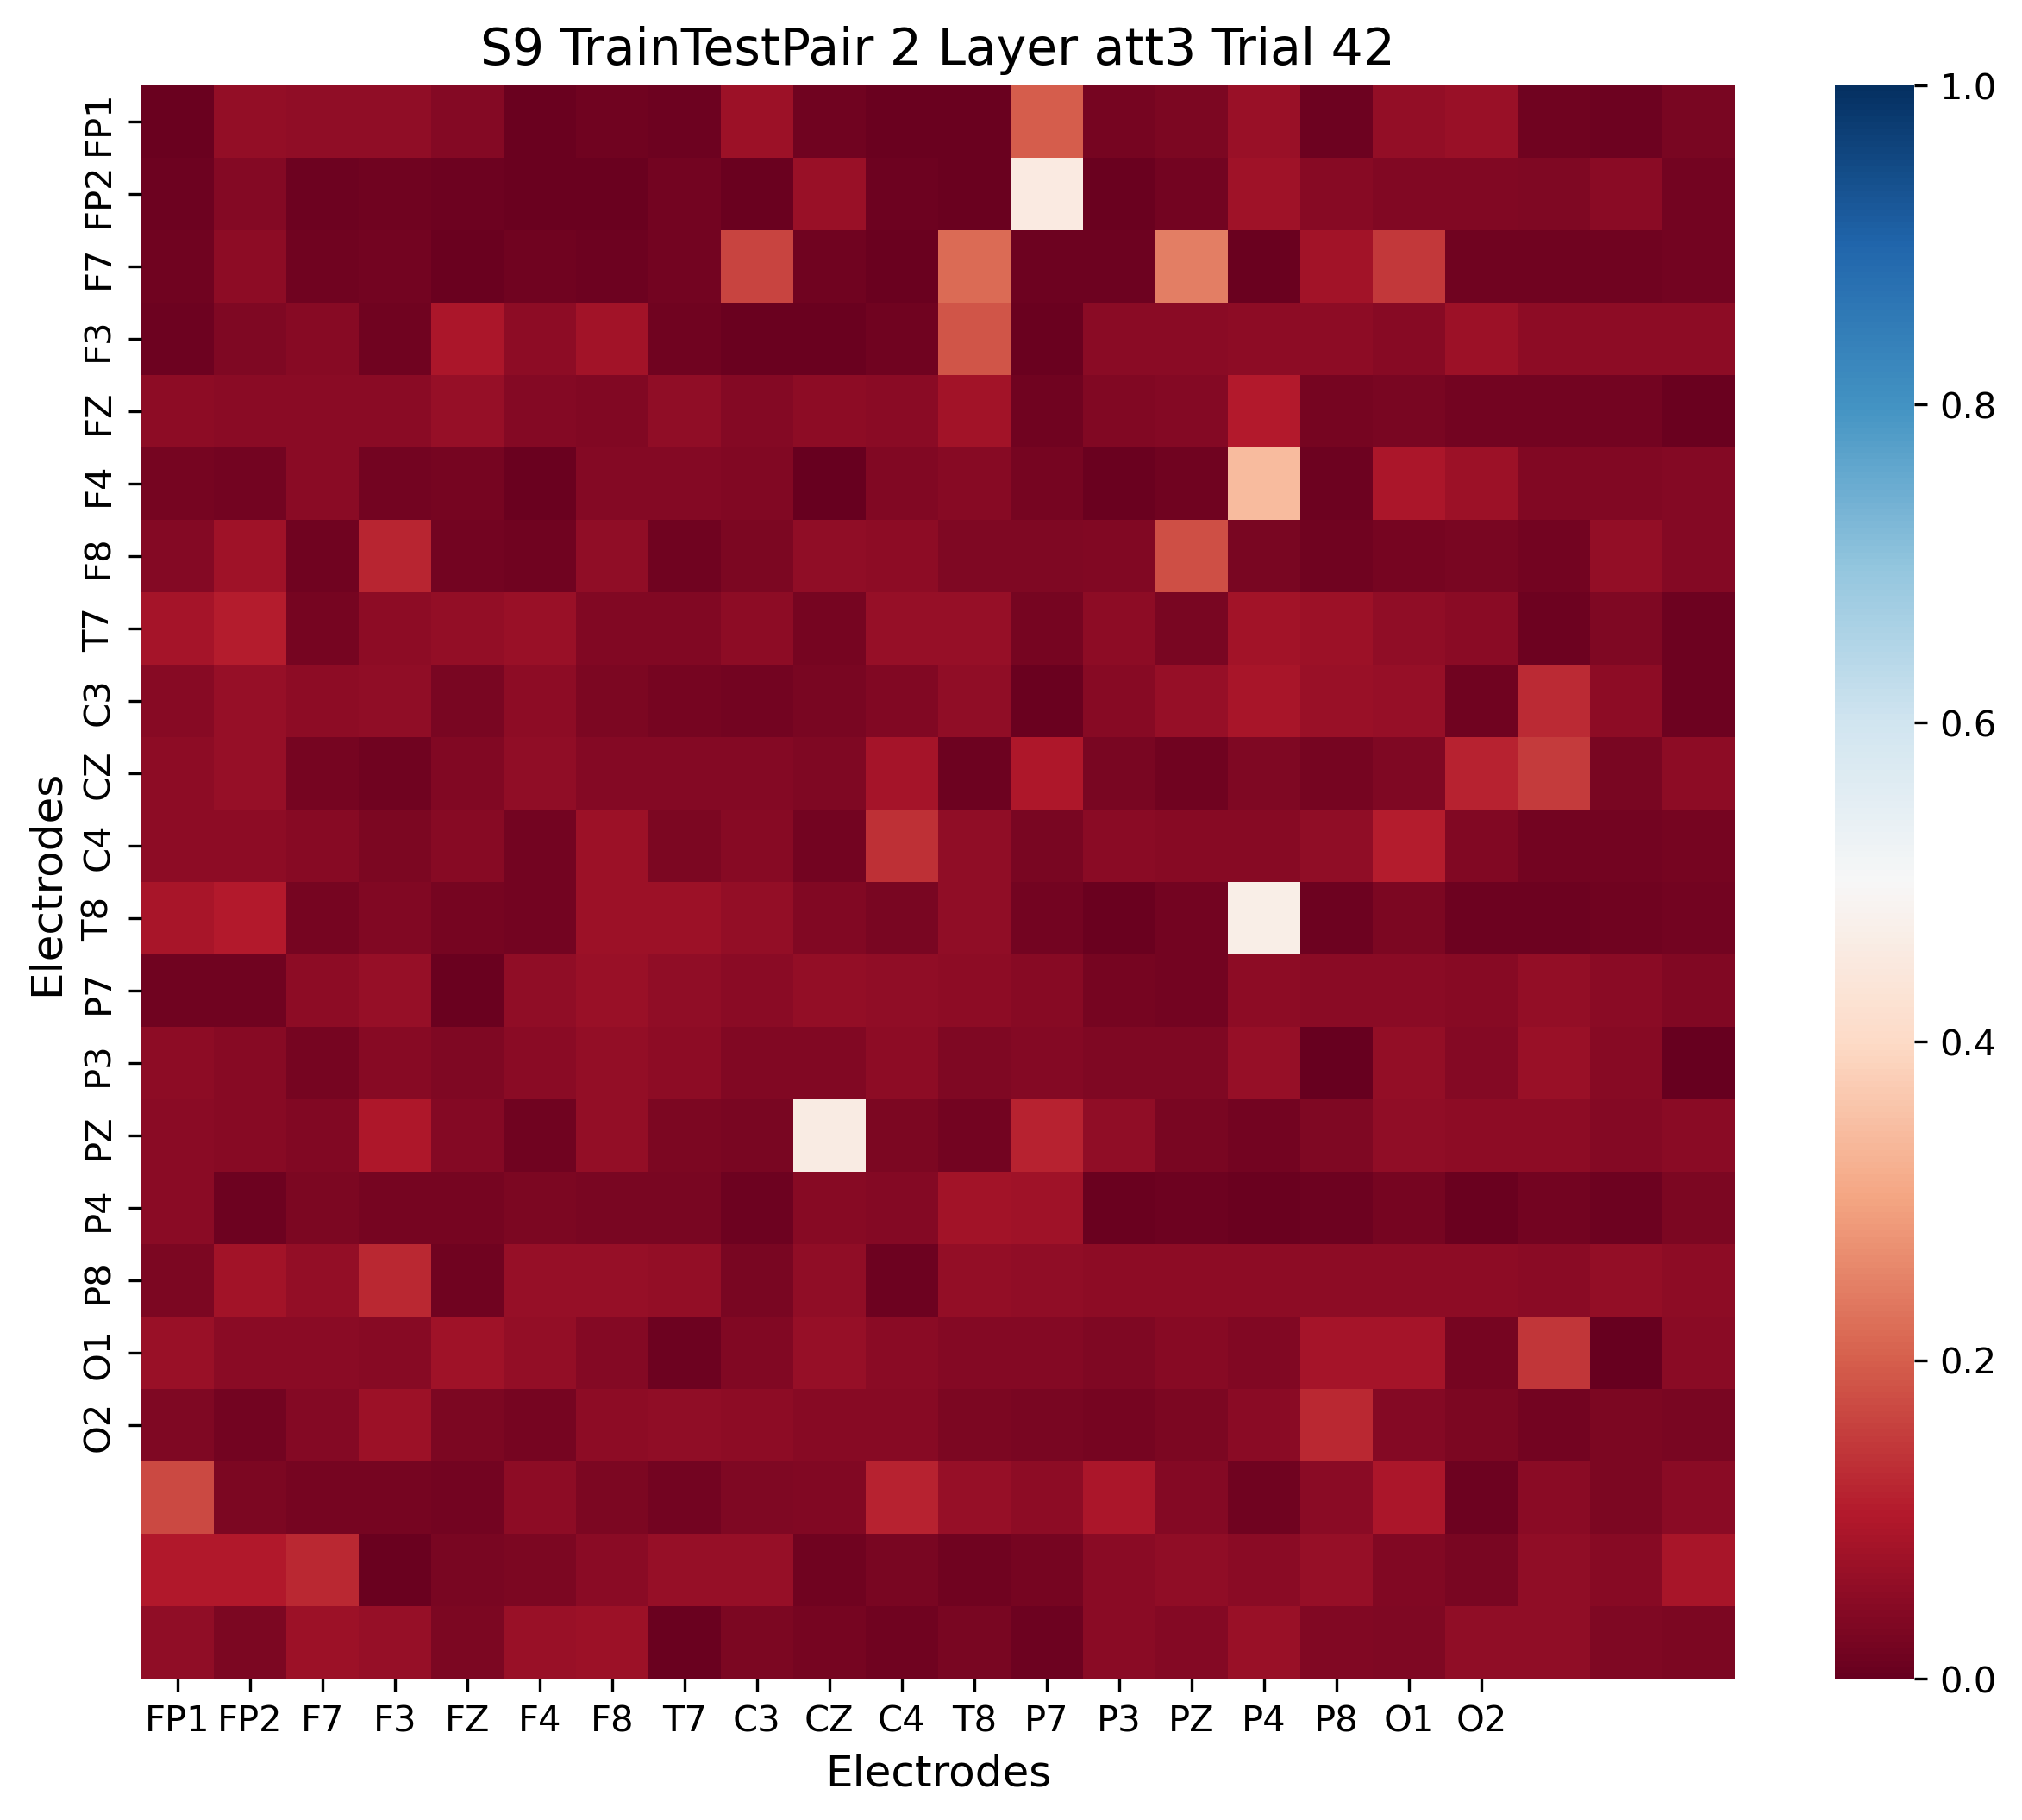 S9 TrainTestPair 2 Layer att3 Trial 42
Electrodes
FP1
FP2
F7
F3
FZ
F4
F8
T7
C3
CZ
C4
T8
P7
P3
PZ
P4
P8
O1
O2
FP1 FP2 F7 F3 FZ F4 F8 T7 C3 CZ C4 T8 P7 P3 PZ P4 P8 O1 O2
Electrodes
1.0
0.8
0.6
0.4
0.2
0.0